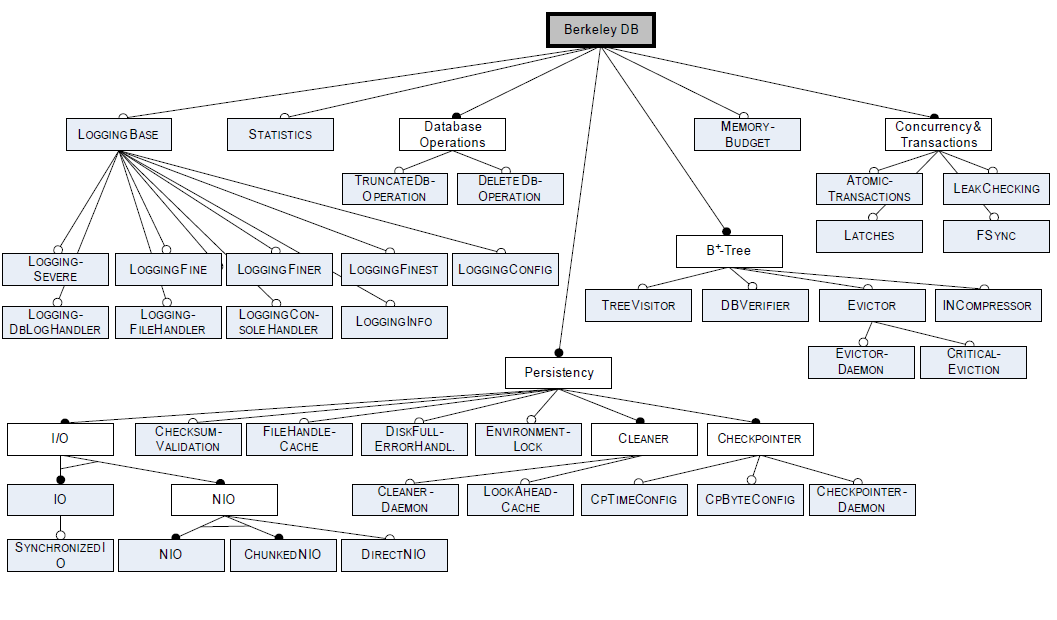 Berkeley DB
LOGGING BASE
STATISTICS
Database
Operations
MEMORY-
BUDGET
Concurrency &
Transactions
TRUNCATEDB-
OPERATION
DELETEDB-
OPERATION
ATOMIC-
TRANSACTIONS
LEAKCHECKING
LATCHES
FSYNC
B+-Tree
LOGGING-
SEVERE
LOGGINGFINE
LOGGINGFINER
LOGGINGFINEST
LOGGINGCONFIG
TREEVISITOR
DBVERIFIER
EVICTOR
INCOMPRESSOR
LOGGING-
DBLOGHANDLER
LOGGING-
FILEHANDLER
LOGGINGCON-
SOLEHANDLER
LOGGINGINFO
EVICTOR-
DAEMON
CRITICAL-
EVICTION
Persistency
I/O
CHECKSUM-
VALIDATION
FILEHANDLE-
CACHE
DISKFULL-
ERRORHANDL.
ENVIRONMENT-
LOCK
CLEANER
CHECKPOINTER
IO
NIO
CLEANER-
DAEMON
LOOKAHEAD-
CACHE
CPTIMECONFIG
CPBYTECONFIG
CHECKPOINTER-
DAEMON
SYNCHRONIZEDI
O
NIO
CHUNKEDNIO
DIRECTNIO